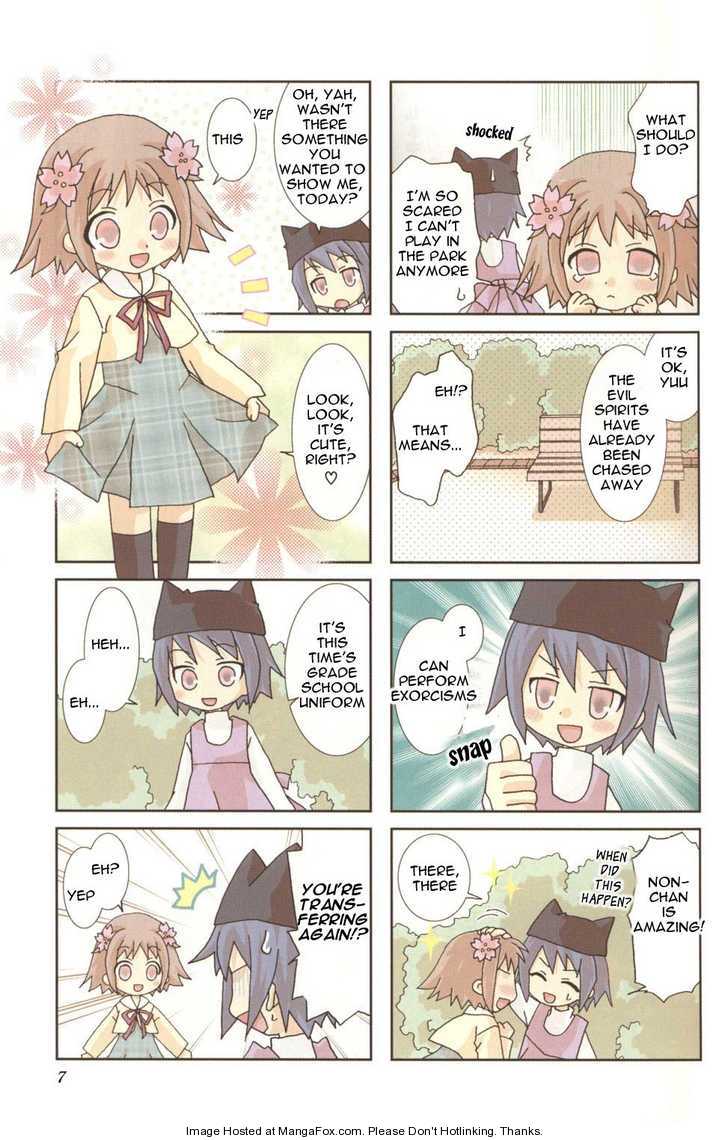 WHAT
SHOULD
I DO?
shocked
I'M SO
SCARED
I CAN'T
PLAY IN
THE PARK
ANYMORE
IT'S
OK,
YUU
THE
EVIL
SPIRITS
HAVE
ALREADY
BEEN
CHASED
AWAY
EH!?
THAT
MEANS...
I
CAN
PERFORM
EXORCISMS
snap
NON-
CHAN
IS
AMAZING!
WHEN
DID
THIS
HAPPEN?
THERE,
THERE
OH, YAH,
WASN'T
THERE
SOMETHING
YOU
WANTED TO
SHOW ME,
TODAY?
YEP
THIS
LOOK,
LOOK,
IT'S
CUTE,
RIGHT?
♡
IT'S
THIS
TIME'S
GRADE
SCHOOL
UNIFORM
HEH...
EH...
YOU'RE
TRANS-
FERRING
AGAIN!?
EH?
YEP
7
Image Hosted at MangaFox.com. Please Don't Hotlinking. Thanks.